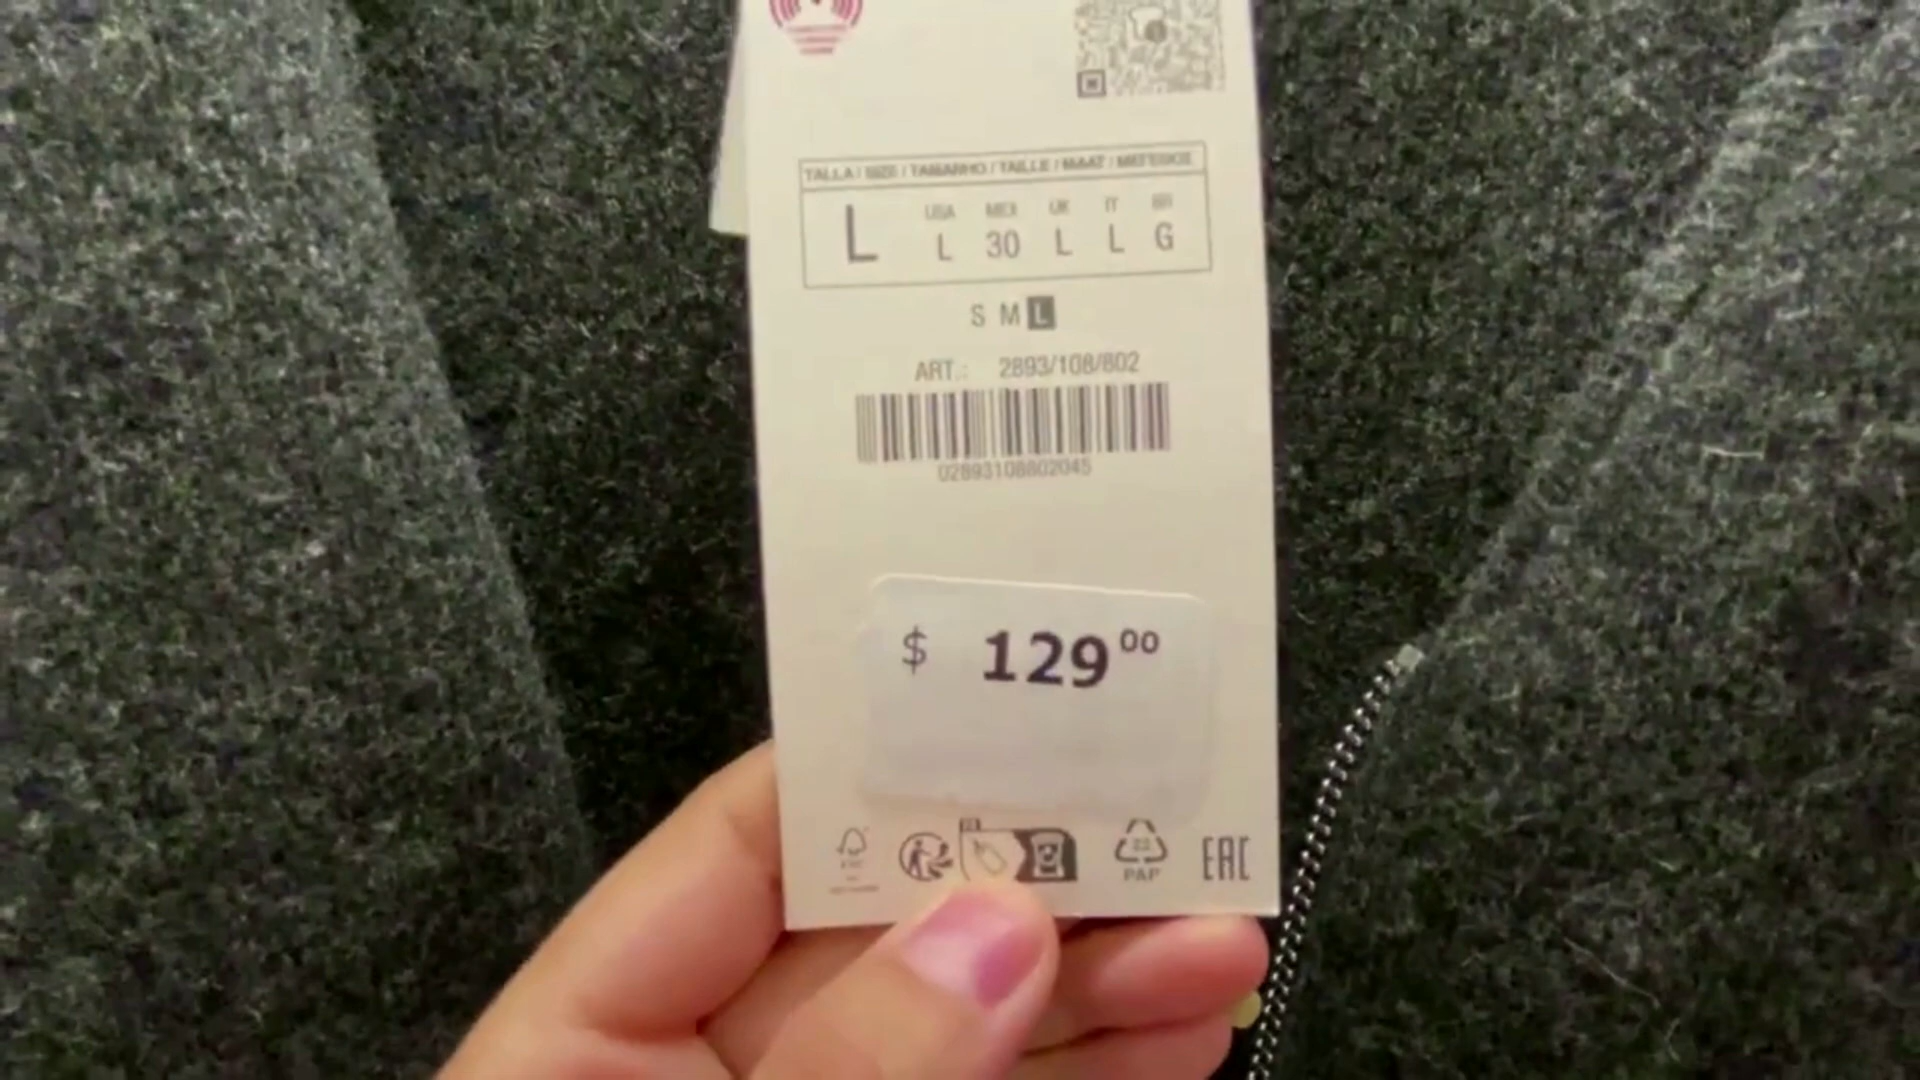 TALLA / SIZE / TAMANHO / TAILLE / MAAT /
L
USA MEX UK IT BR
L 30 L L G
S M L
ART.: 2893/108/802
02893108802045
$ 129 00
22
PAP
EAC